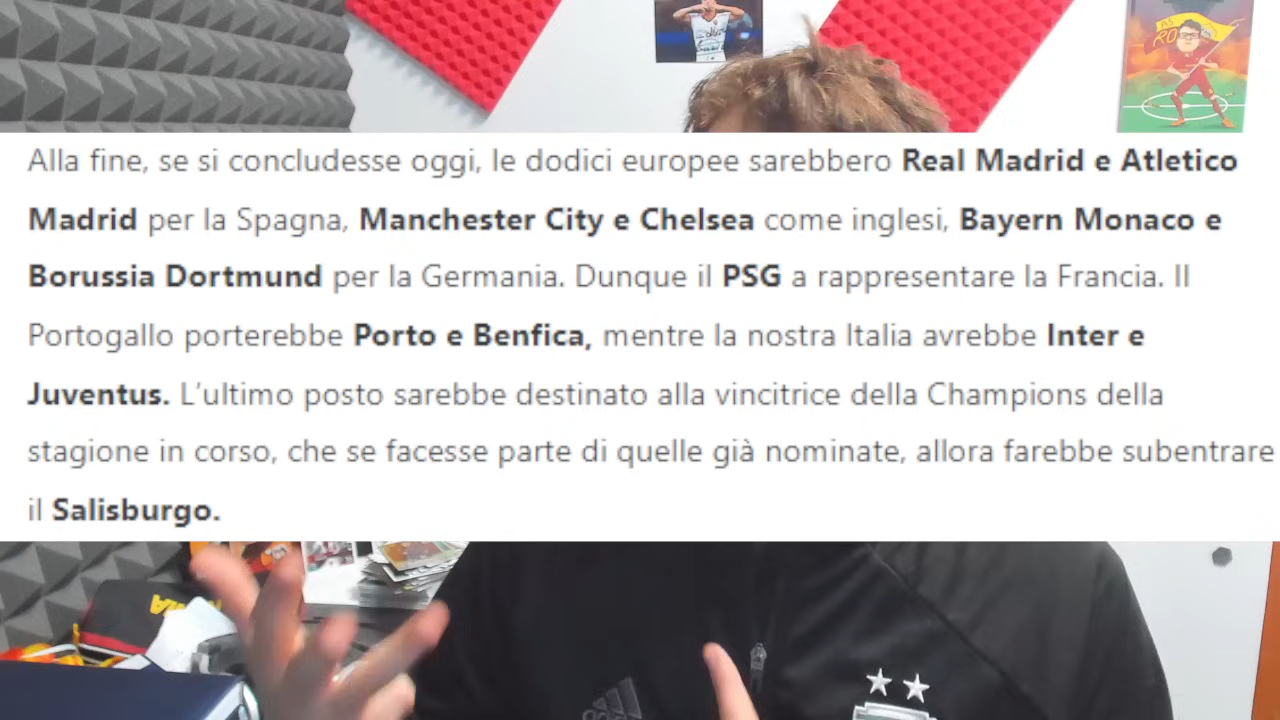 AS
RO
Alla fine, se si concludesse oggi, le dodici europee sarebbero Real Madrid e Atletico
Madrid per la Spagna, Manchester City e Chelsea come inglesi, Bayern Monaco e
Borussia Dortmund per la Germania. Dunque il PSG a rappresentare la Francia. Il
Portogallo porterebbe Porto e Benfica, mentre la nostra Italia avrebbe Inter e
Juventus. L’ultimo posto sarebbe destinato alla vincitrice della Champions della
stagione in corso, che se facesse parte di quelle già nominate, allora farebbe subentrare
il Salisburgo.